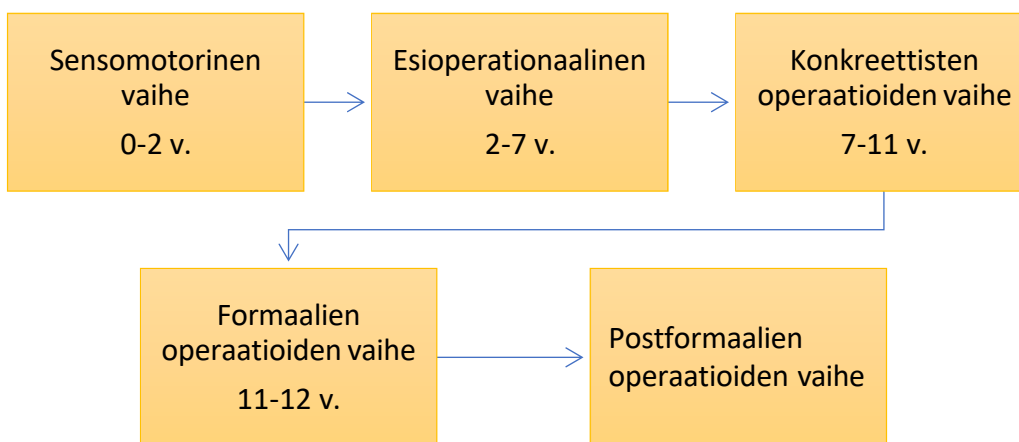 Sensomotorinen
vaihe
0-2 v.
Esioperationaalinen
vaihe
2-7 v.
Konkreettisten
operaatioiden vaihe
7-11 v.
Formaalien
operaatioiden vaihe
11-12 v.
Postformaalien
operaatioiden vaihe